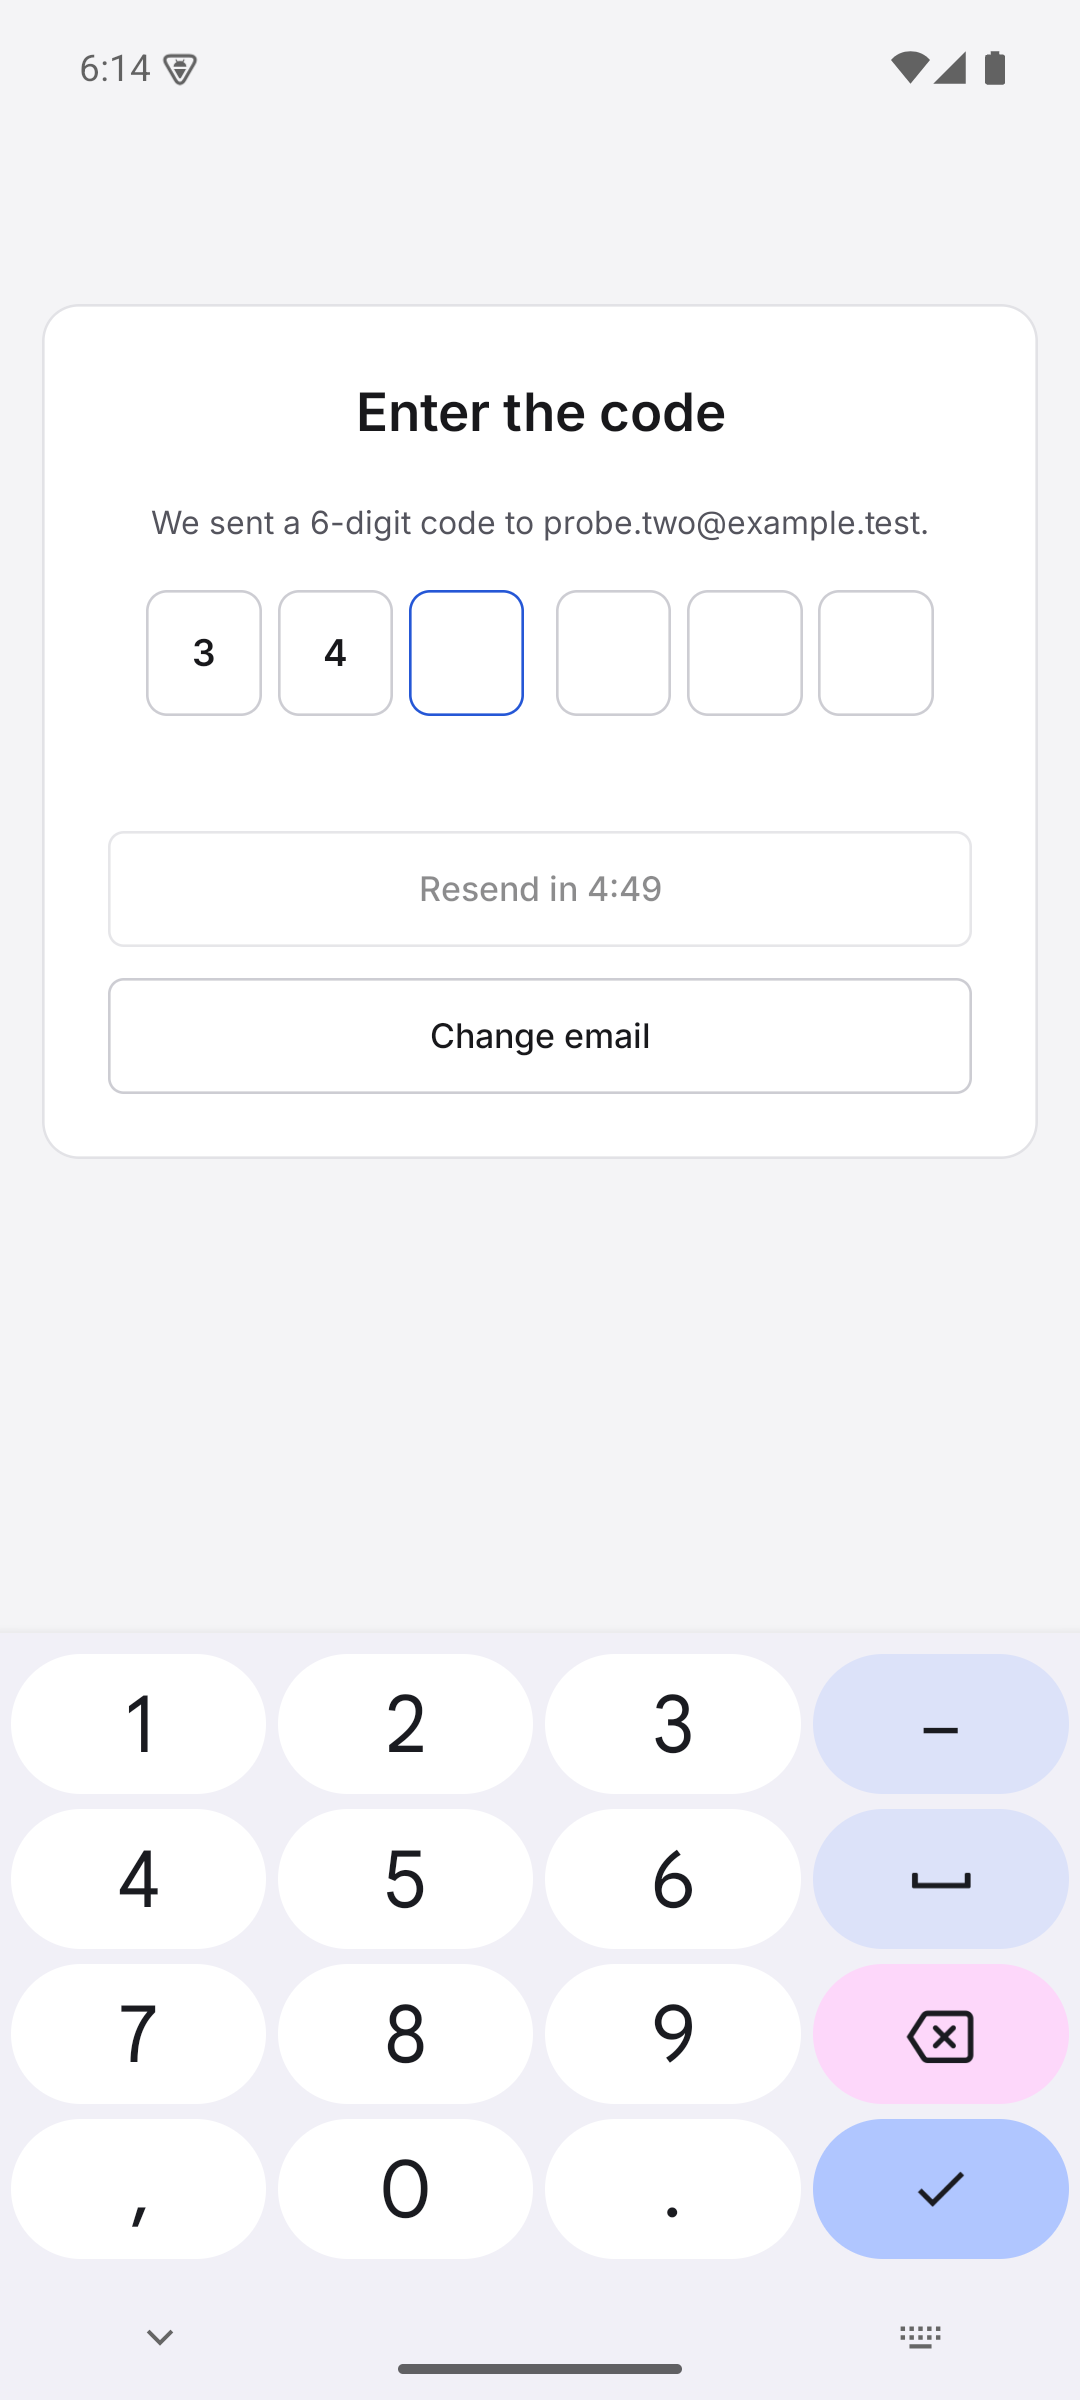 6:14
Enter the code
We sent a 6-digit code to probe.two@example.test.
3 4
Resend in 4:49
Change email
1 2 3 –
4 5 6
7 8 9
, 0 .